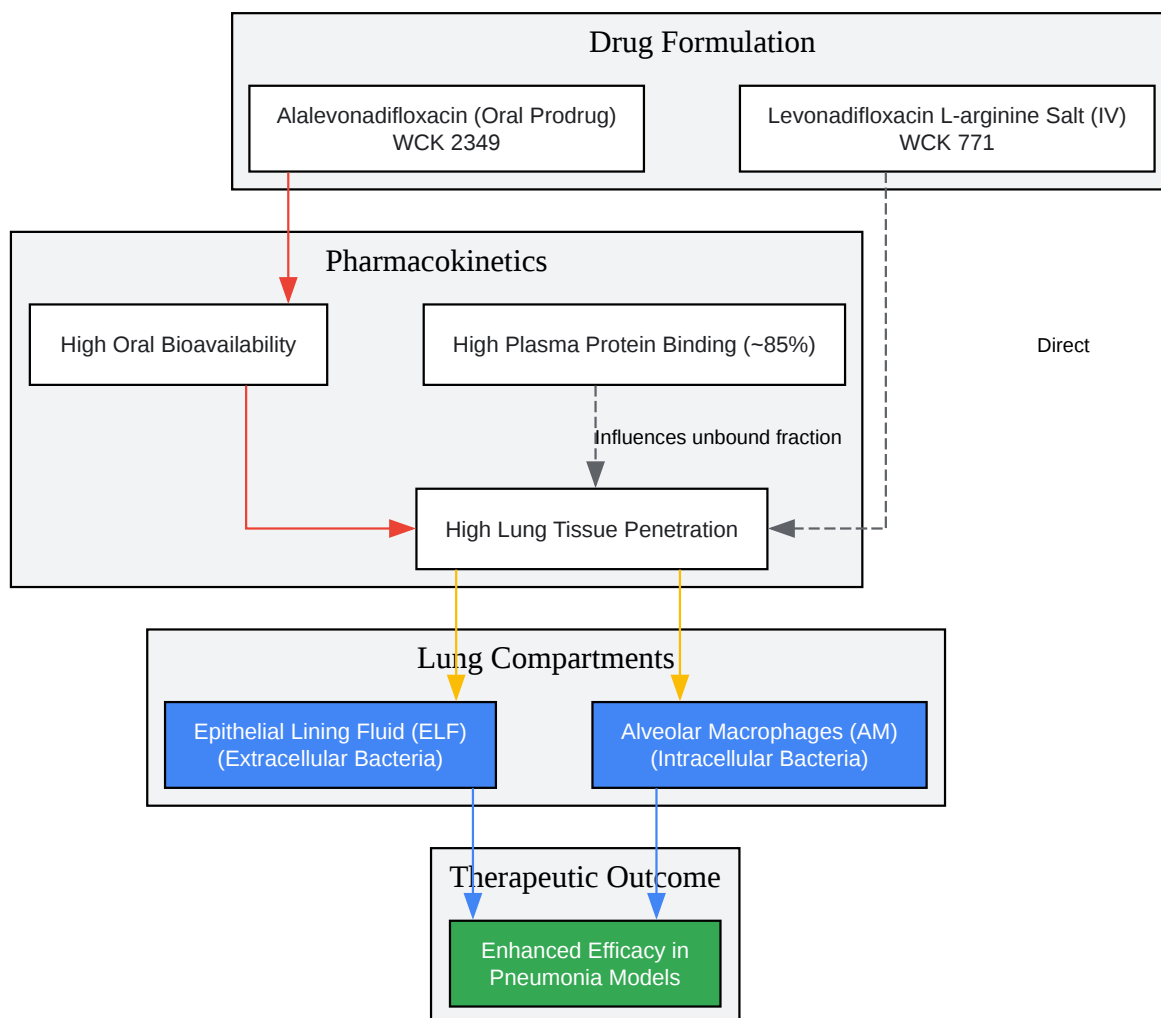 Drug Formulation
Alalevonadifloxacin (Oral Prodrug)
WCK 2349
Levonadifloxacin L-arginine Salt (IV)
WCK 771
Pharmacokinetics
High Oral Bioavailability
High Plasma Protein Binding (~85%)
Direct
Influences unbound fraction
High Lung Tissue Penetration
Lung Compartments
Epithelial Lining Fluid (ELF)
(Extracellular Bacteria)
Alveolar Macrophages (AM)
(Intracellular Bacteria)
Therapeutic Outcome
Enhanced Efficacy in
Pneumonia Models